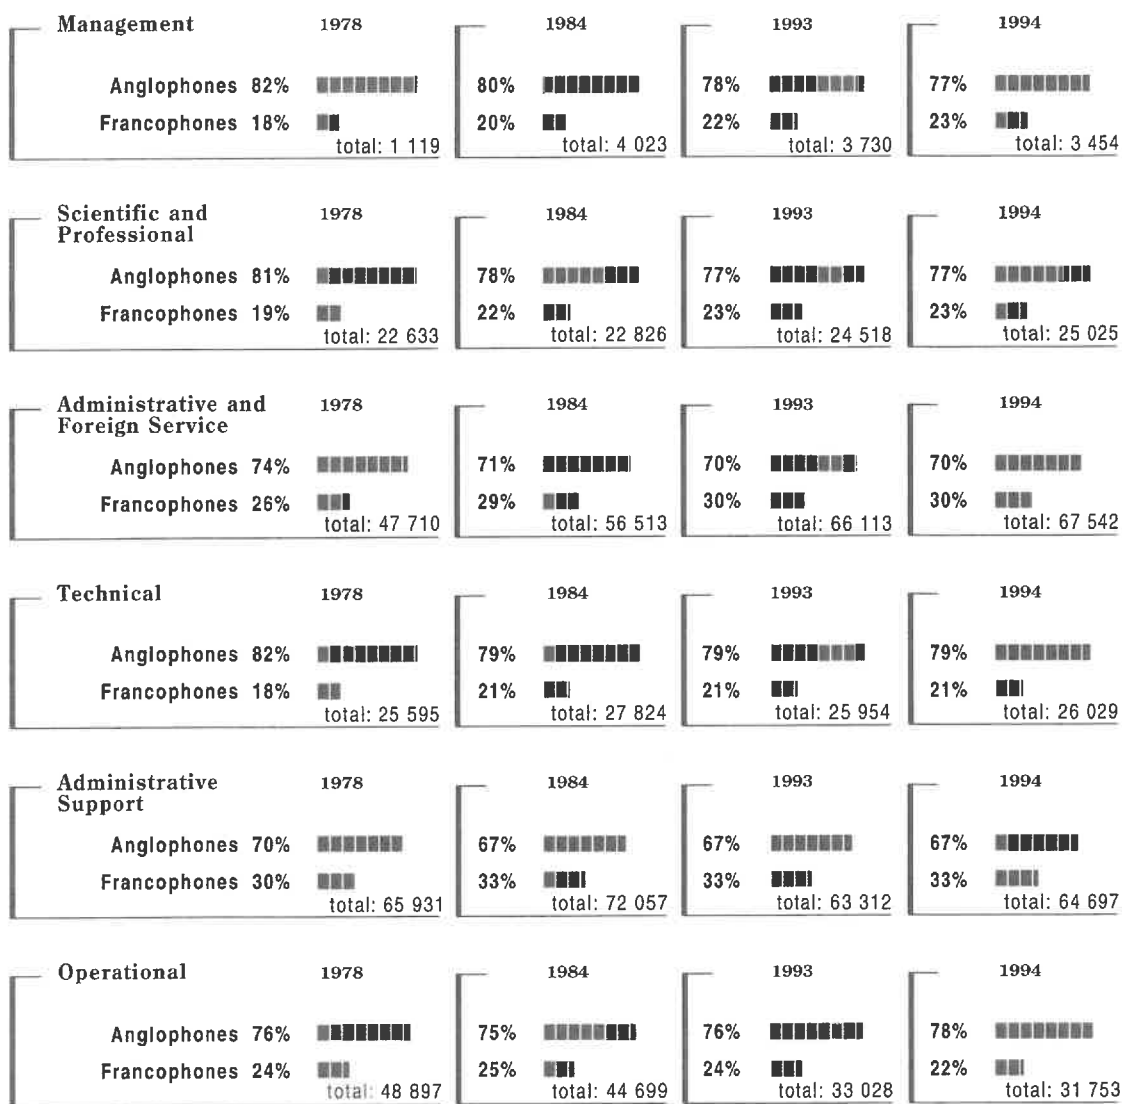 Management 1978 1984 1993 1994
Anglophones 82% 80% 78% 77%
Francophones 18% 20% 22% 23%
total: 1 119 total: 4 023 total: 3 730 total: 3 454
Scientific and 1978 1984 1993 1994
Professional
Anglophones 81% 78% 77% 77%
Francophones 19% 22% 23% 23%
total: 22 633 total: 22 826 total: 24 518 total: 25 025
Administrative and 1978 1984 1993 1994
Foreign Service
Anglophones 74% 71% 70% 70%
Francophones 26% 29% 30% 30%
total: 47 710 total: 56 513 total: 66 113 total: 67 542
Technical 1978 1984 1993 1994
Anglophones 82% 79% 79% 79%
Francophones 18% 21% 21% 21%
total: 25 595 total: 27 824 total: 25 954 total: 26 029
Administrative 1978 1984 1993 1994
Support
Anglophones 70% 67% 67% 67%
Francophones 30% 33% 33% 33%
total: 65 931 total: 72 057 total: 63 312 total: 64 697
Operational 1978 1984 1993 1994
Anglophones 76% 75% 76% 78%
Francophones 24% 25% 24% 22%
total: 48 897 total: 44 699 total: 33 028 total: 31 753